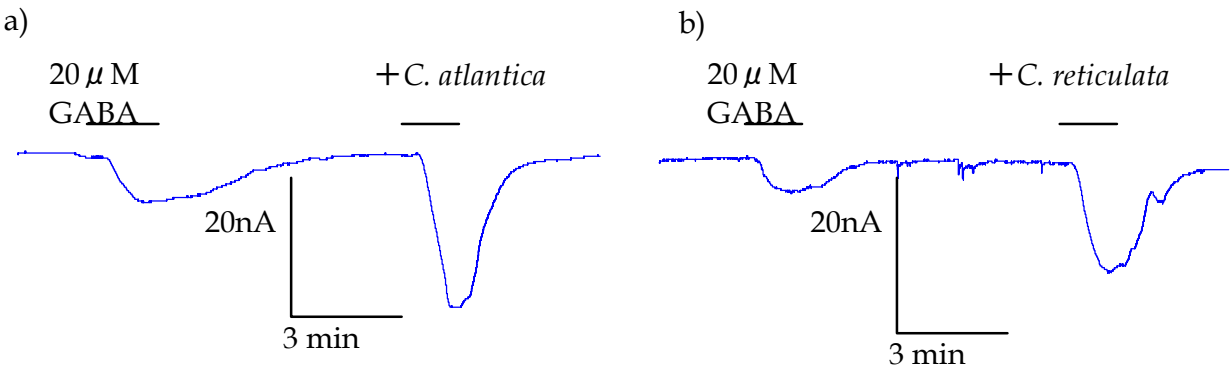 a)
20 μ M
GABA
+C. atlantica
20nA
3 min
b)
20 μ M
GABA
+C. reticulata
20nA
3 min